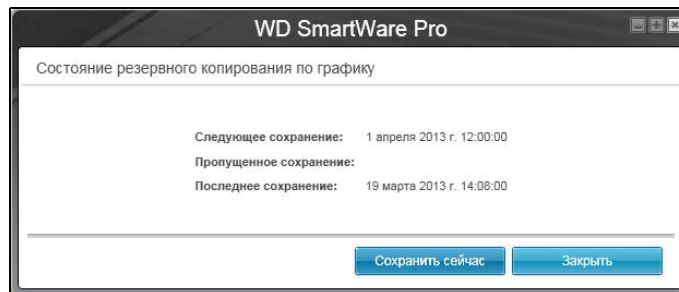 WD SmartWare Pro
Состояние резервного копирования по графику
Следующее сохранение: 1 апреля 2013 г. 12:00:00
Пропущенное сохранение:
Последнее сохранение: 19 марта 2013 г. 14:08:00
Сохранить сейчас Закрыть